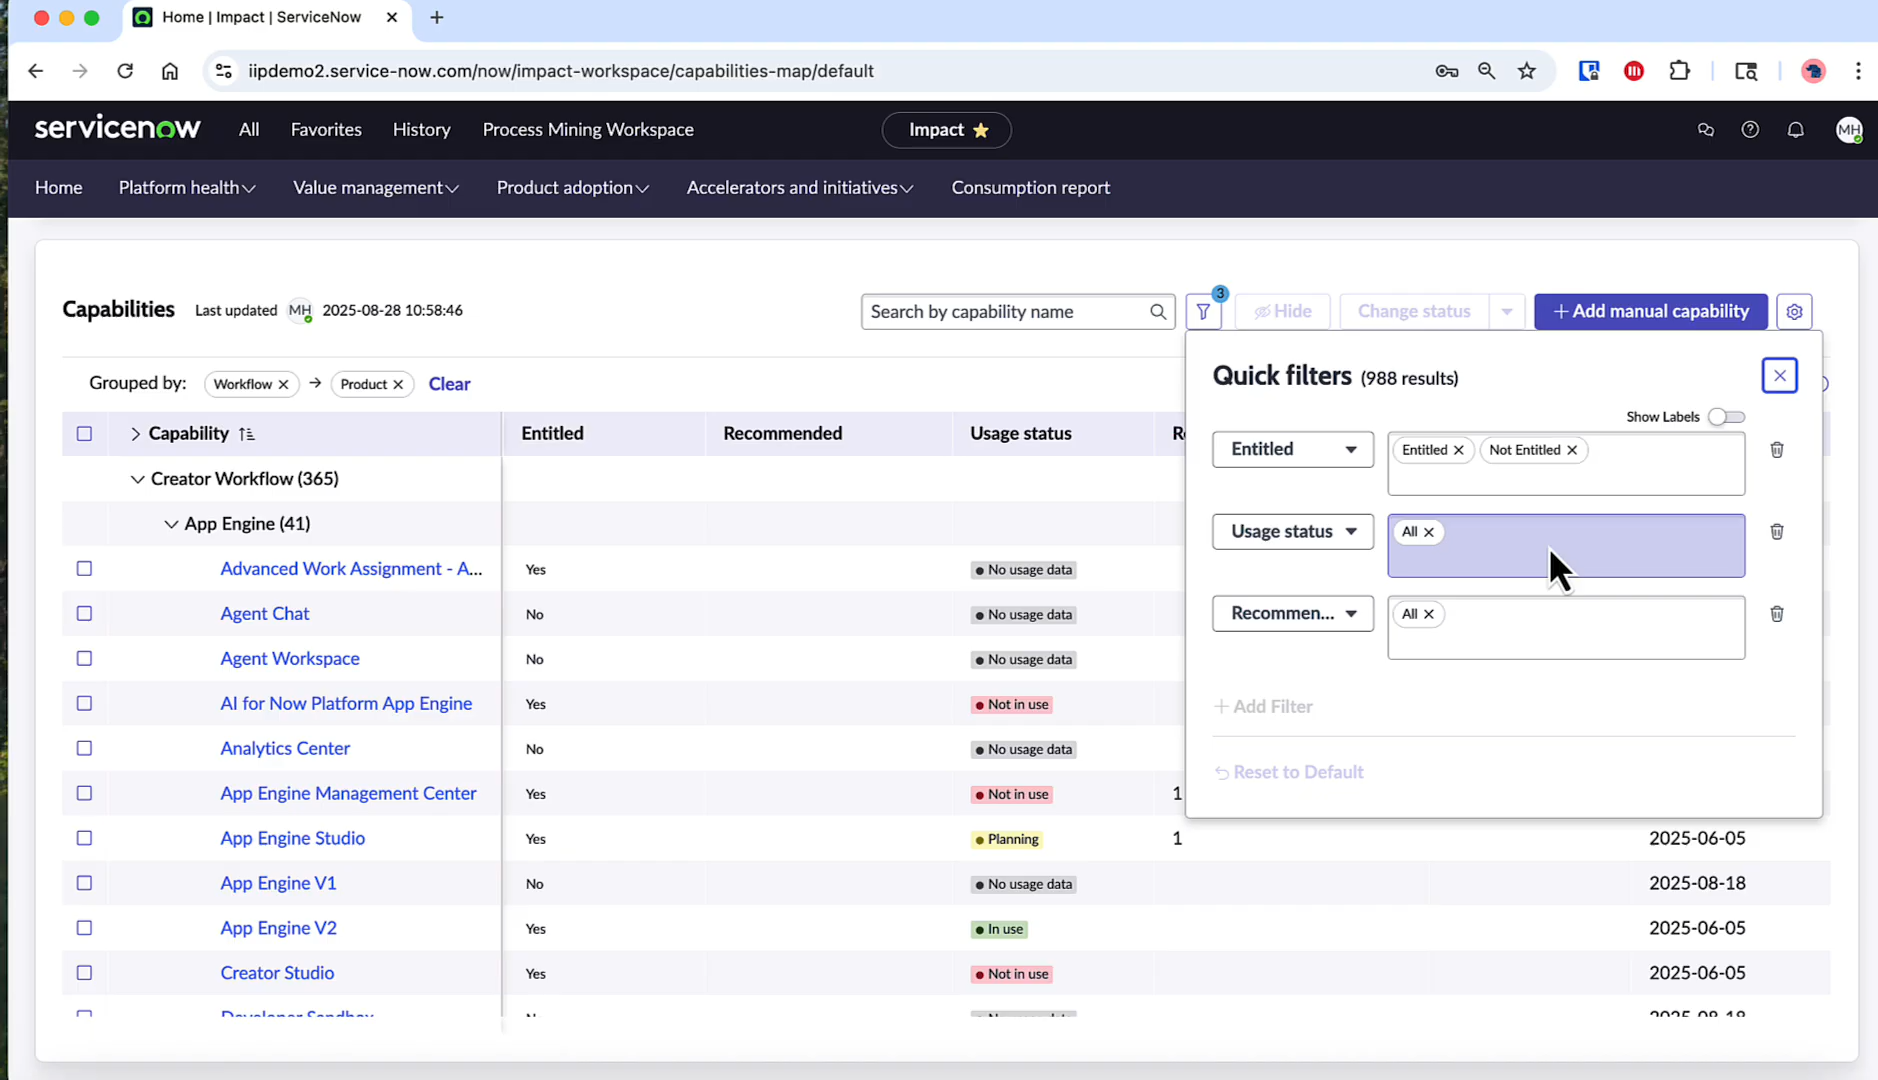 Home | Impact | ServiceNow
iipdemo2.service-now.com/now/impact-workspace/capabilities-map/default
servicenow All Favorites History Process Mining Workspace Impact MH
Home Platform health Value management Product adoption Accelerators and initiatives Consumption report
Capabilities Last updated MH 2025-08-28 10:58:46 Search by capability name 3 Hide Change status + Add manual capability
Grouped by: Workflow → Product Clear
Capability Entitled Recommended Usage status
Creator Workflow (365)
App Engine (41)
Advanced Work Assignment - A... Yes No usage data
Agent Chat No No usage data
Agent Workspace No No usage data
AI for Now Platform App Engine Yes Not in use
Analytics Center No No usage data
App Engine Management Center Yes Not in use 1
App Engine Studio Yes Planning 1 2025-06-05
App Engine V1 No No usage data 2025-08-18
App Engine V2 Yes In use 2025-06-05
Creator Studio Yes Not in use 2025-06-05
Quick filters (988 results)
Show Labels
Entitled Entitled Not Entitled
Usage status All
Recommen... All
+ Add Filter
Reset to Default